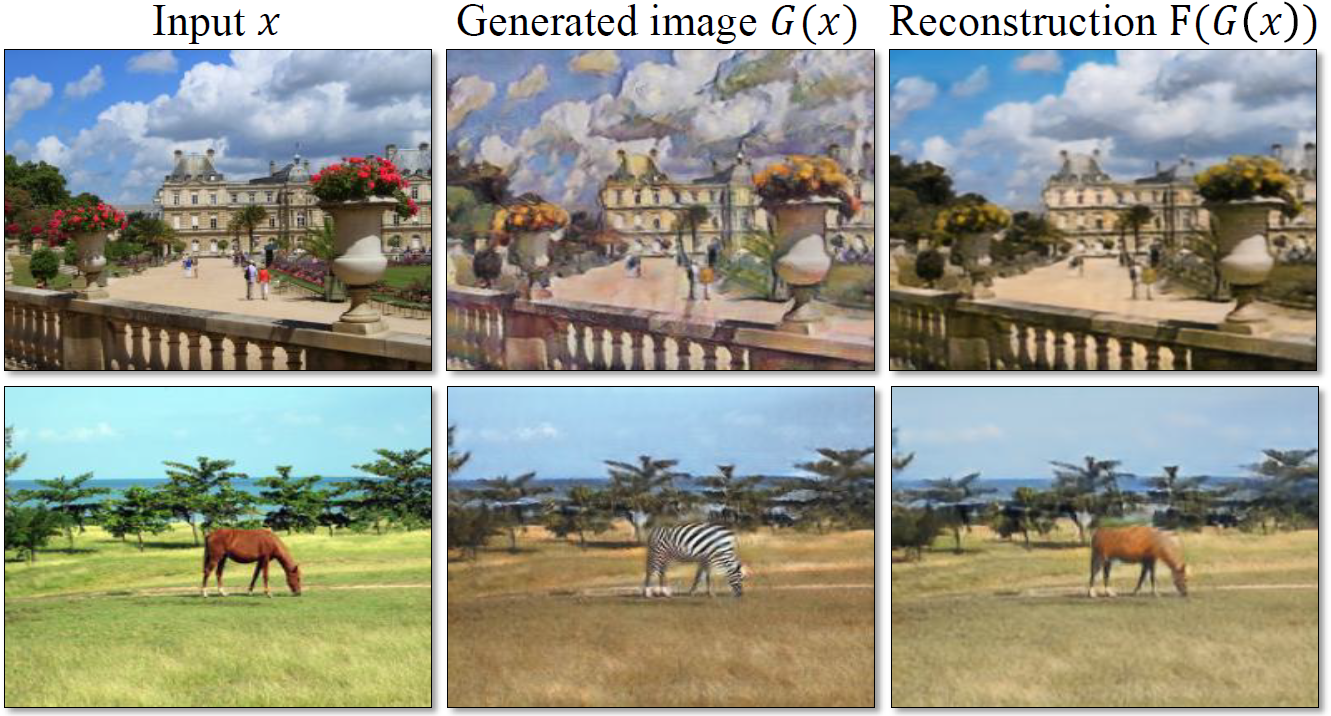 Input x
Generated image G(x)
Reconstruction F(G(x))